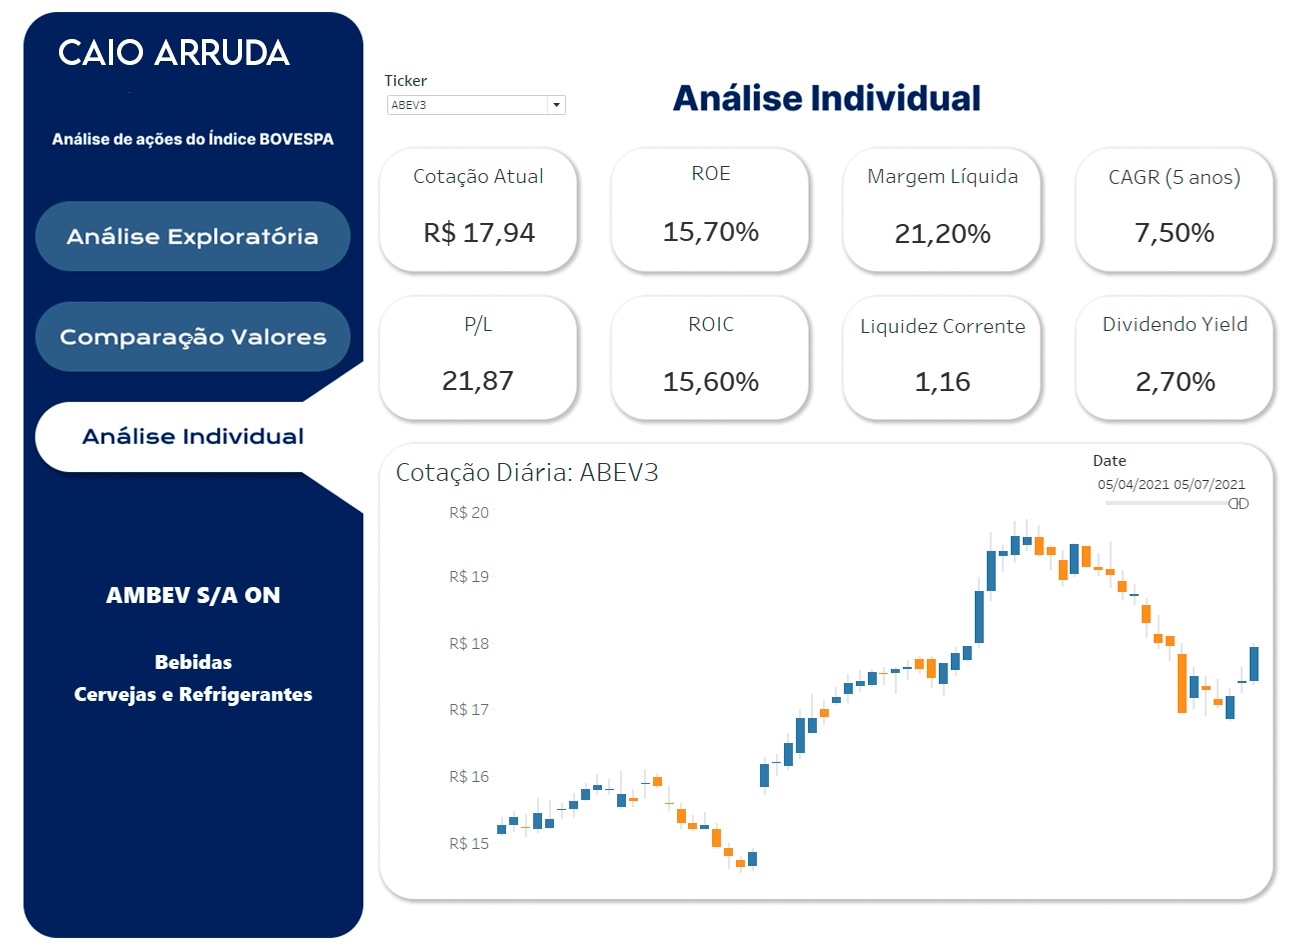 CAIO ARRUDA
Análise de ações do Índice BOVESPA
Análise Exploratória
Comparação Valores
Análise Individual
AMBEV S/A ON
Bebidas
Cervejas e Refrigerantes
Ticker
ABEV3
Análise Individual
Cotação Atual
R$ 17,94
ROE
15,70%
Margem Líquida
21,20%
CAGR (5 anos)
7,50%
P/L
21,87
ROIC
15,60%
Liquidez Corrente
1,16
Dividendo Yield
2,70%
Cotação Diária: ABEV3
Date
05/04/2021 05/07/2021
R$ 20
R$ 19
R$ 18
R$ 17
R$ 16
R$ 15